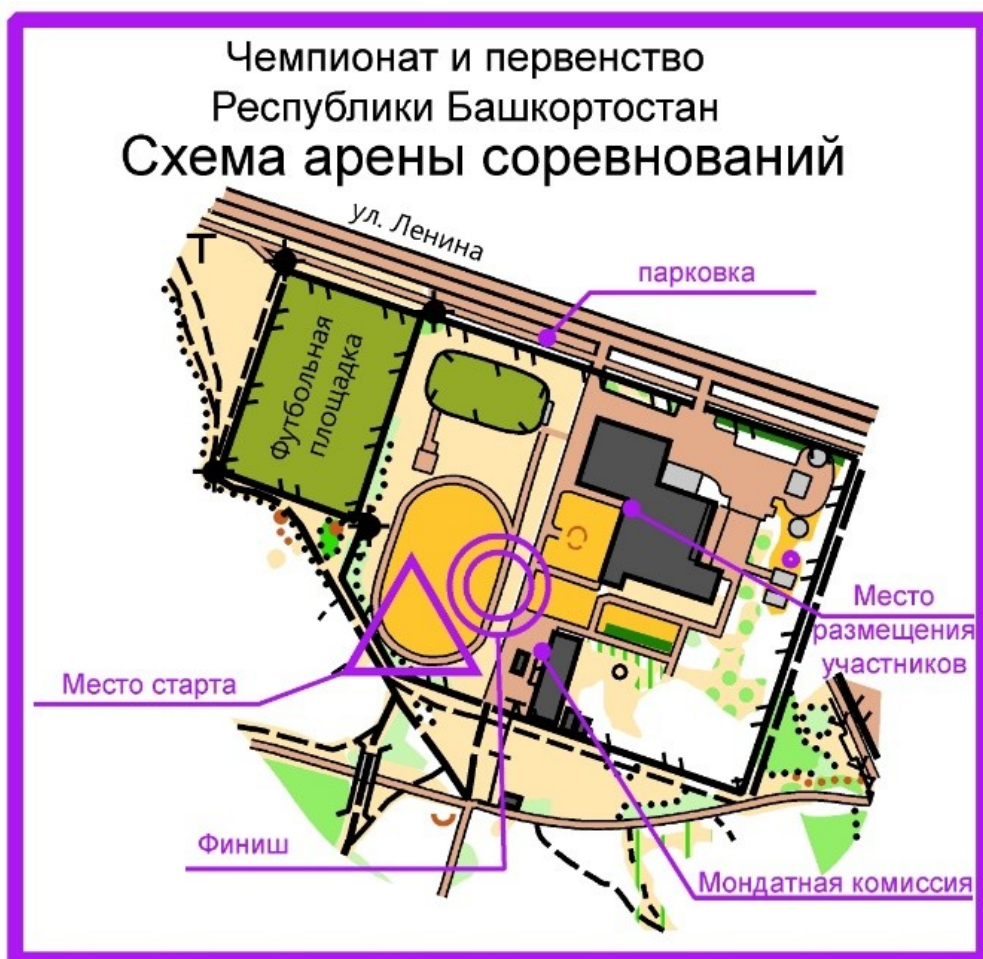 Чемпионат и первенство
Республики Башкортостан
Схема арены соревнований
ул. Ленина
парковка
Футбольная
площадка
Место
размещения
участников
Место старта
Финиш
Мондатная комиссия